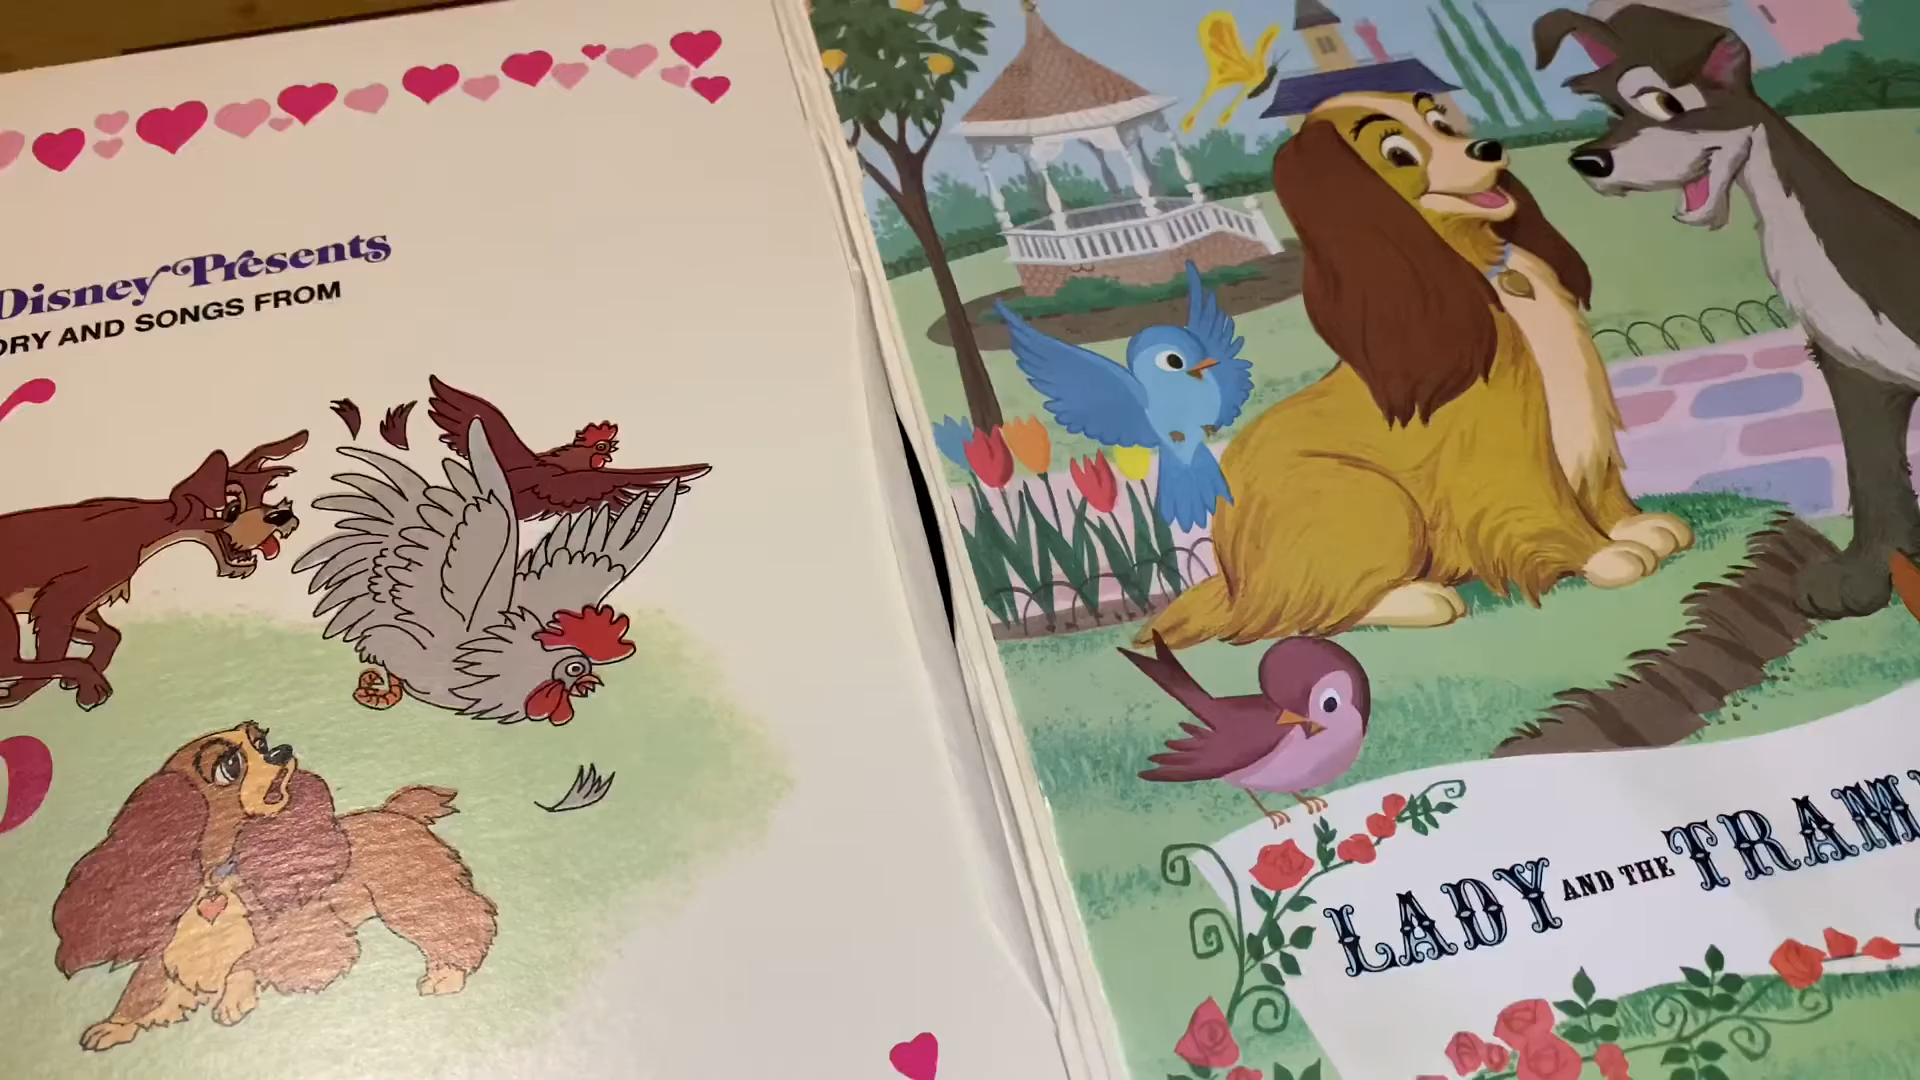 Disney Presents
ORY AND SONGS FROM
LADY AND THE TRAM